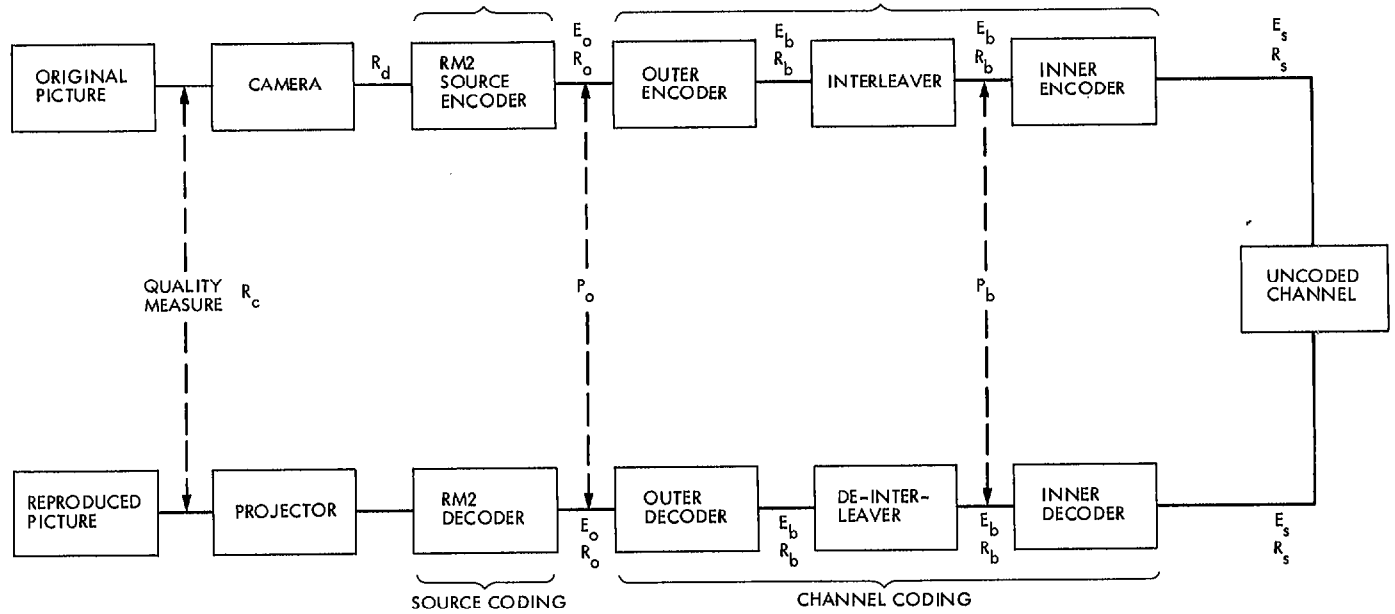 ORIGINAL
PICTURE
CAMERA
R_d
RM2
SOURCE
ENCODER
E_o
R_o
OUTER
ENCODER
E_b
R_b
INTERLEAVER
E_b
R_b
INNER
ENCODER
E_s
R_s
QUALITY
MEASURE R_c
P_o
P_b
UNCODED
CHANNEL
REPRODUCED
PICTURE
PROJECTOR
RM2
DECODER
E_o
R_o
OUTER
DECODER
E_b
R_b
DE-INTER-
LEAVER
E_b
R_b
INNER
DECODER
E_s
R_s
SOURCE CODING
CHANNEL CODING